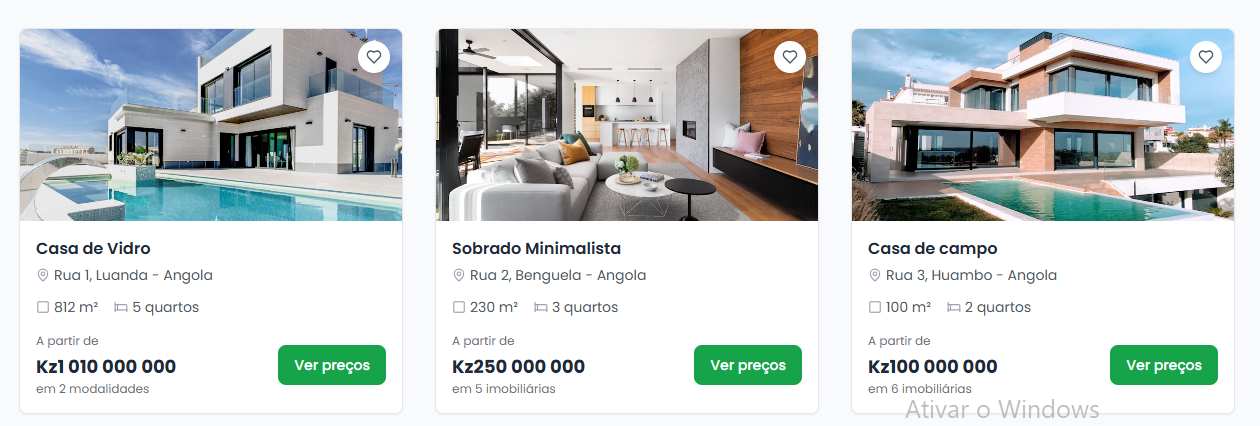 Casa de Vidro
Rua 1, Luanda - Angola
812 m² 5 quartos
A partir de
Kz1 010 000 000
em 2 modalidades
Ver preços
Sobrado Minimalista
Rua 2, Benguela - Angola
230 m² 3 quartos
A partir de
Kz250 000 000
em 5 imobiliárias
Ver preços
Casa de campo
Rua 3, Huambo - Angola
100 m² 2 quartos
A partir de
Kz100 000 000
em 6 imobiliárias
Ver preços
Ativar o Windows